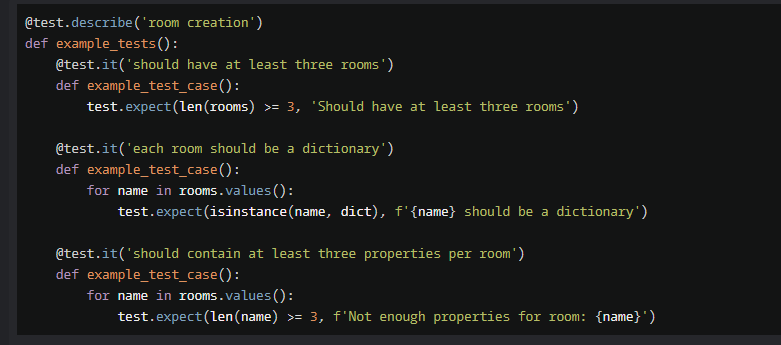 @test.describe('room creation')
def example_tests():
    @test.it('should have at least three rooms')
    def example_test_case():
        test.expect(len(rooms) >= 3, 'Should have at least three rooms')

    @test.it('each room should be a dictionary')
    def example_test_case():
        for name in rooms.values():
            test.expect(isinstance(name, dict), f'{name} should be a dictionary')

    @test.it('should contain at least three properties per room')
    def example_test_case():
        for name in rooms.values():
            test.expect(len(name) >= 3, f'Not enough properties for room: {name}')